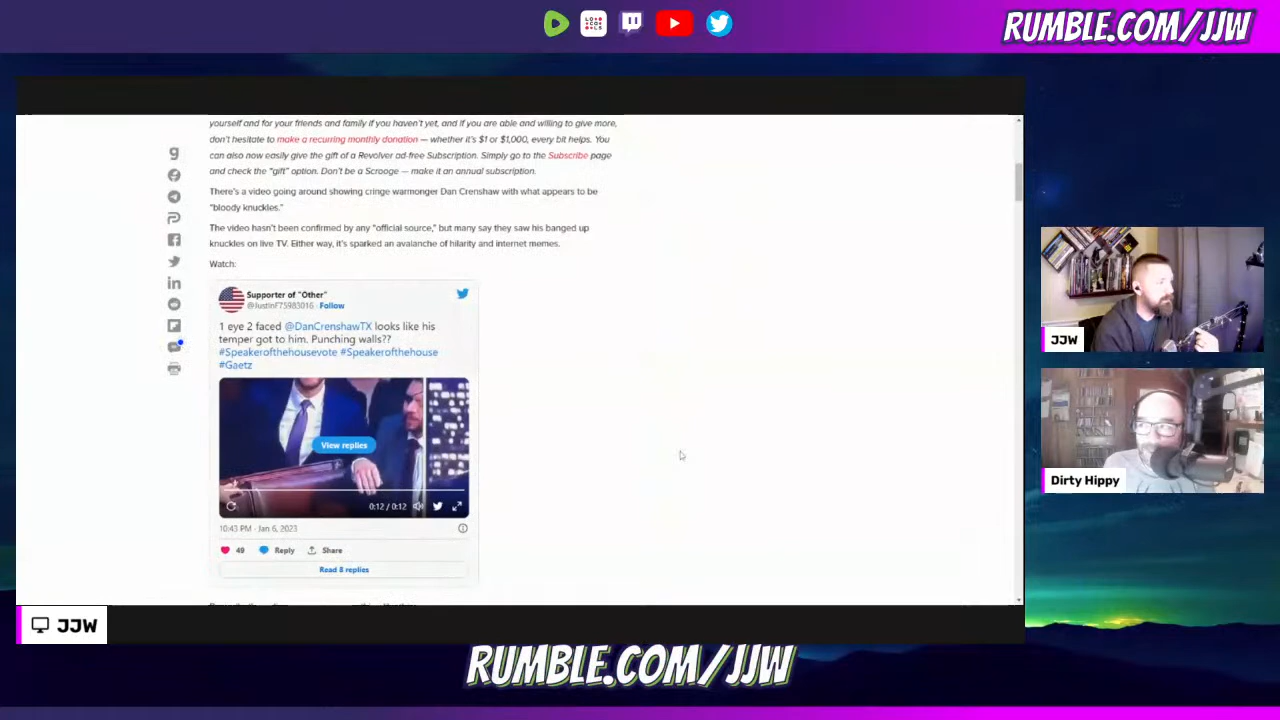 RUMBLE.COM/JJW
yourself and for your friends and family if you haven't yet, and if you are able and willing to give more,
don't hesitate to make a recurring monthly donation — whether it's $1 or $1,000, every bit helps. You
can also now easily give the gift of a Revolver ad-free Subscription. Simply go to the Subscribe page
and check the "gift" option. Don't be a Scrooge — make it an annual subscription.
There's a video going around showing cringe warmonger Dan Crenshaw with what appears to be
"bloody knuckles."
The video hasn't been confirmed by any "official source," but many say they saw his banged up
knuckles on live TV. Either way, it's sparked an avalanche of hilarity and internet memes.
Watch:
Supporter of "Other"
@JustinF75983016 · Follow
1 eye 2 faced @DanCrenshawTX looks like his
temper got to him. Punching walls??
#Speakerofthehousevote #Speakerofthehouse
#Gaetz
View replies
0:12 / 0:12
10:43 PM · Jan 6, 2023
49 Reply Share
Read 8 replies
JJW
Dirty Hippy
JJW
RUMBLE.COM/JJW